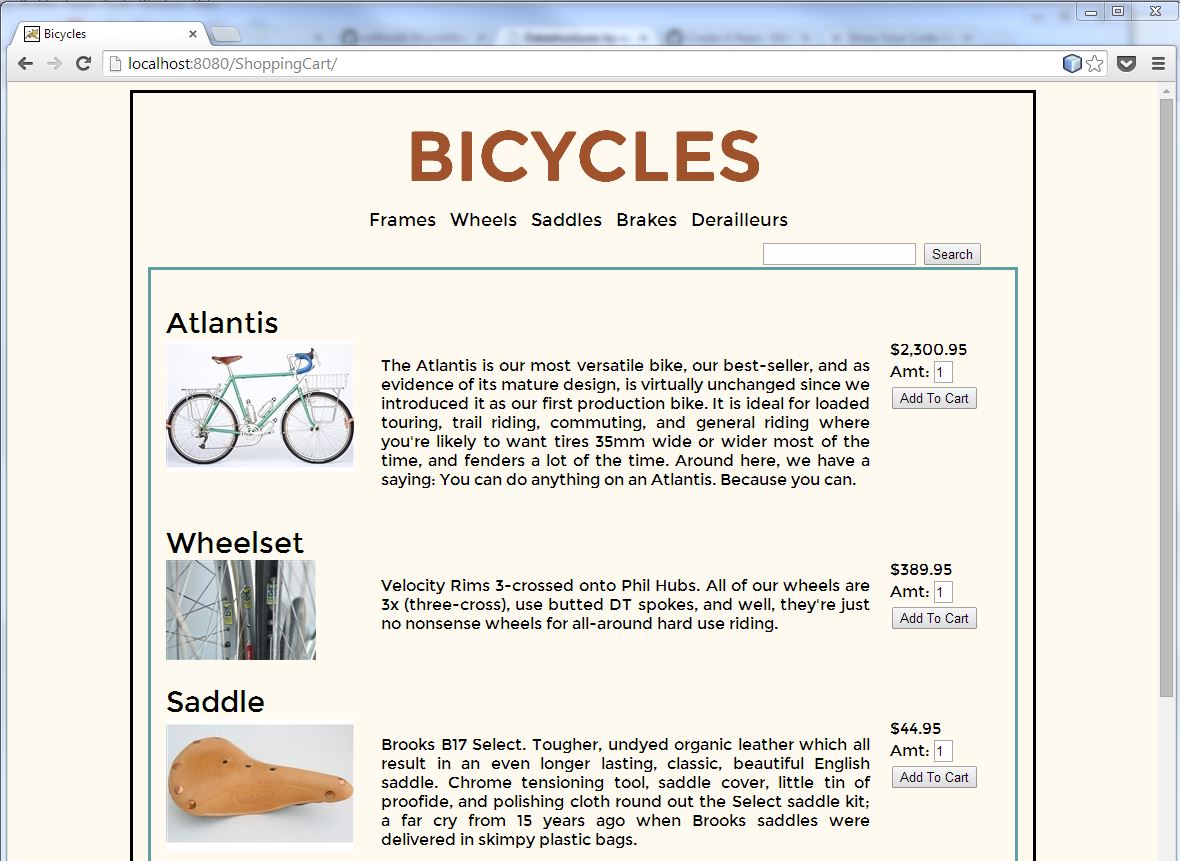 Bicycles
localhost:8080/ShoppingCart/
BICYCLES
Frames Wheels Saddles Brakes Derailleurs
Search
Atlantis
The Atlantis is our most versatile bike, our best-seller, and as
evidence of its mature design, is virtually unchanged since we
introduced it as our first production bike. It is ideal for loaded
touring, trail riding, commuting, and general riding where
you're likely to want tires 35mm wide or wider most of the
time, and fenders a lot of the time. Around here, we have a
saying: You can do anything on an Atlantis. Because you can.
$2,300.95
Amt: 1
Add To Cart
Wheelset
Velocity Rims 3-crossed onto Phil Hubs. All of our wheels are
3x (three-cross), use butted DT spokes, and well, they're just
no nonsense wheels for all-around hard use riding.
$389.95
Amt: 1
Add To Cart
Saddle
Brooks B17 Select. Tougher, undyed organic leather which all
result in an even longer lasting, classic, beautiful English
saddle. Chrome tensioning tool, saddle cover, little tin of
proofide, and polishing cloth round out the Select saddle kit;
a far cry from 15 years ago when Brooks saddles were
delivered in skimpy plastic bags.
$44.95
Amt: 1
Add To Cart